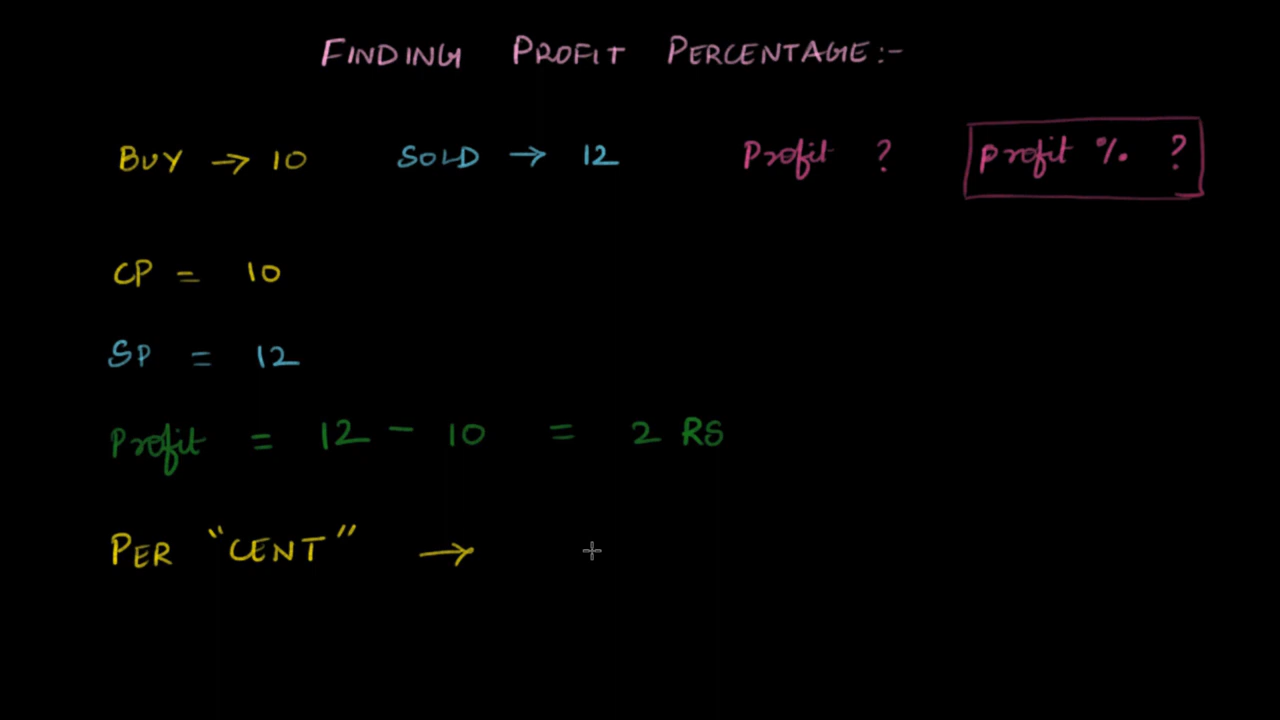 FINDING PROFIT PERCENTAGE:-
BUY → 10 SOLD → 12 Profit ? profit % ?
CP = 10
SP = 12
Profit = 12 - 10 = 2 RS
PER "CENT" →